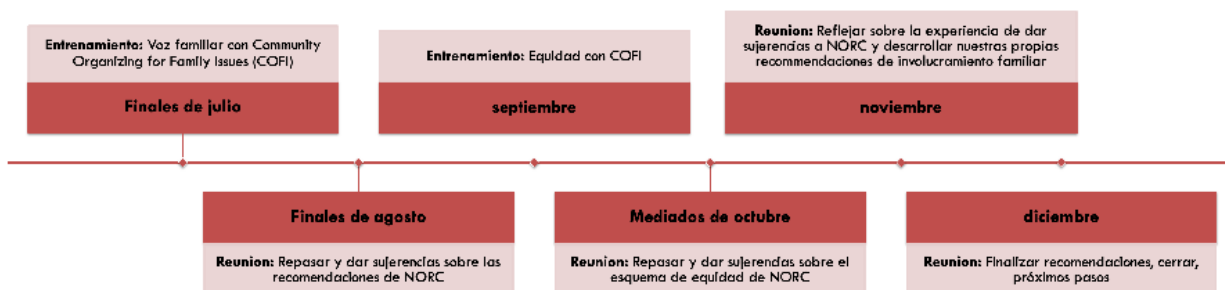 Entrenamiento: Voz familiar con Community
Organizing for Family Issues (COFI)
Finales de julio
Entrenamiento: Equidad con COFI
septiembre
Reunion: Reflejar sobre la experiencia de dar
sujerencias a NORC y desarrollar nuestras propias
recommendaciones de involucramiento familiar
noviembre
Finales de agosto
Reunion: Repasar y dar sujerencias sobre las
recomendaciones de NORC
Mediados de octubre
Reunion: Repasar y dar sujerencias sobre el
esquema de equidad de NORC
diciembre
Reunion: Finalizar recomendaciones, cerrar,
próximos pasos